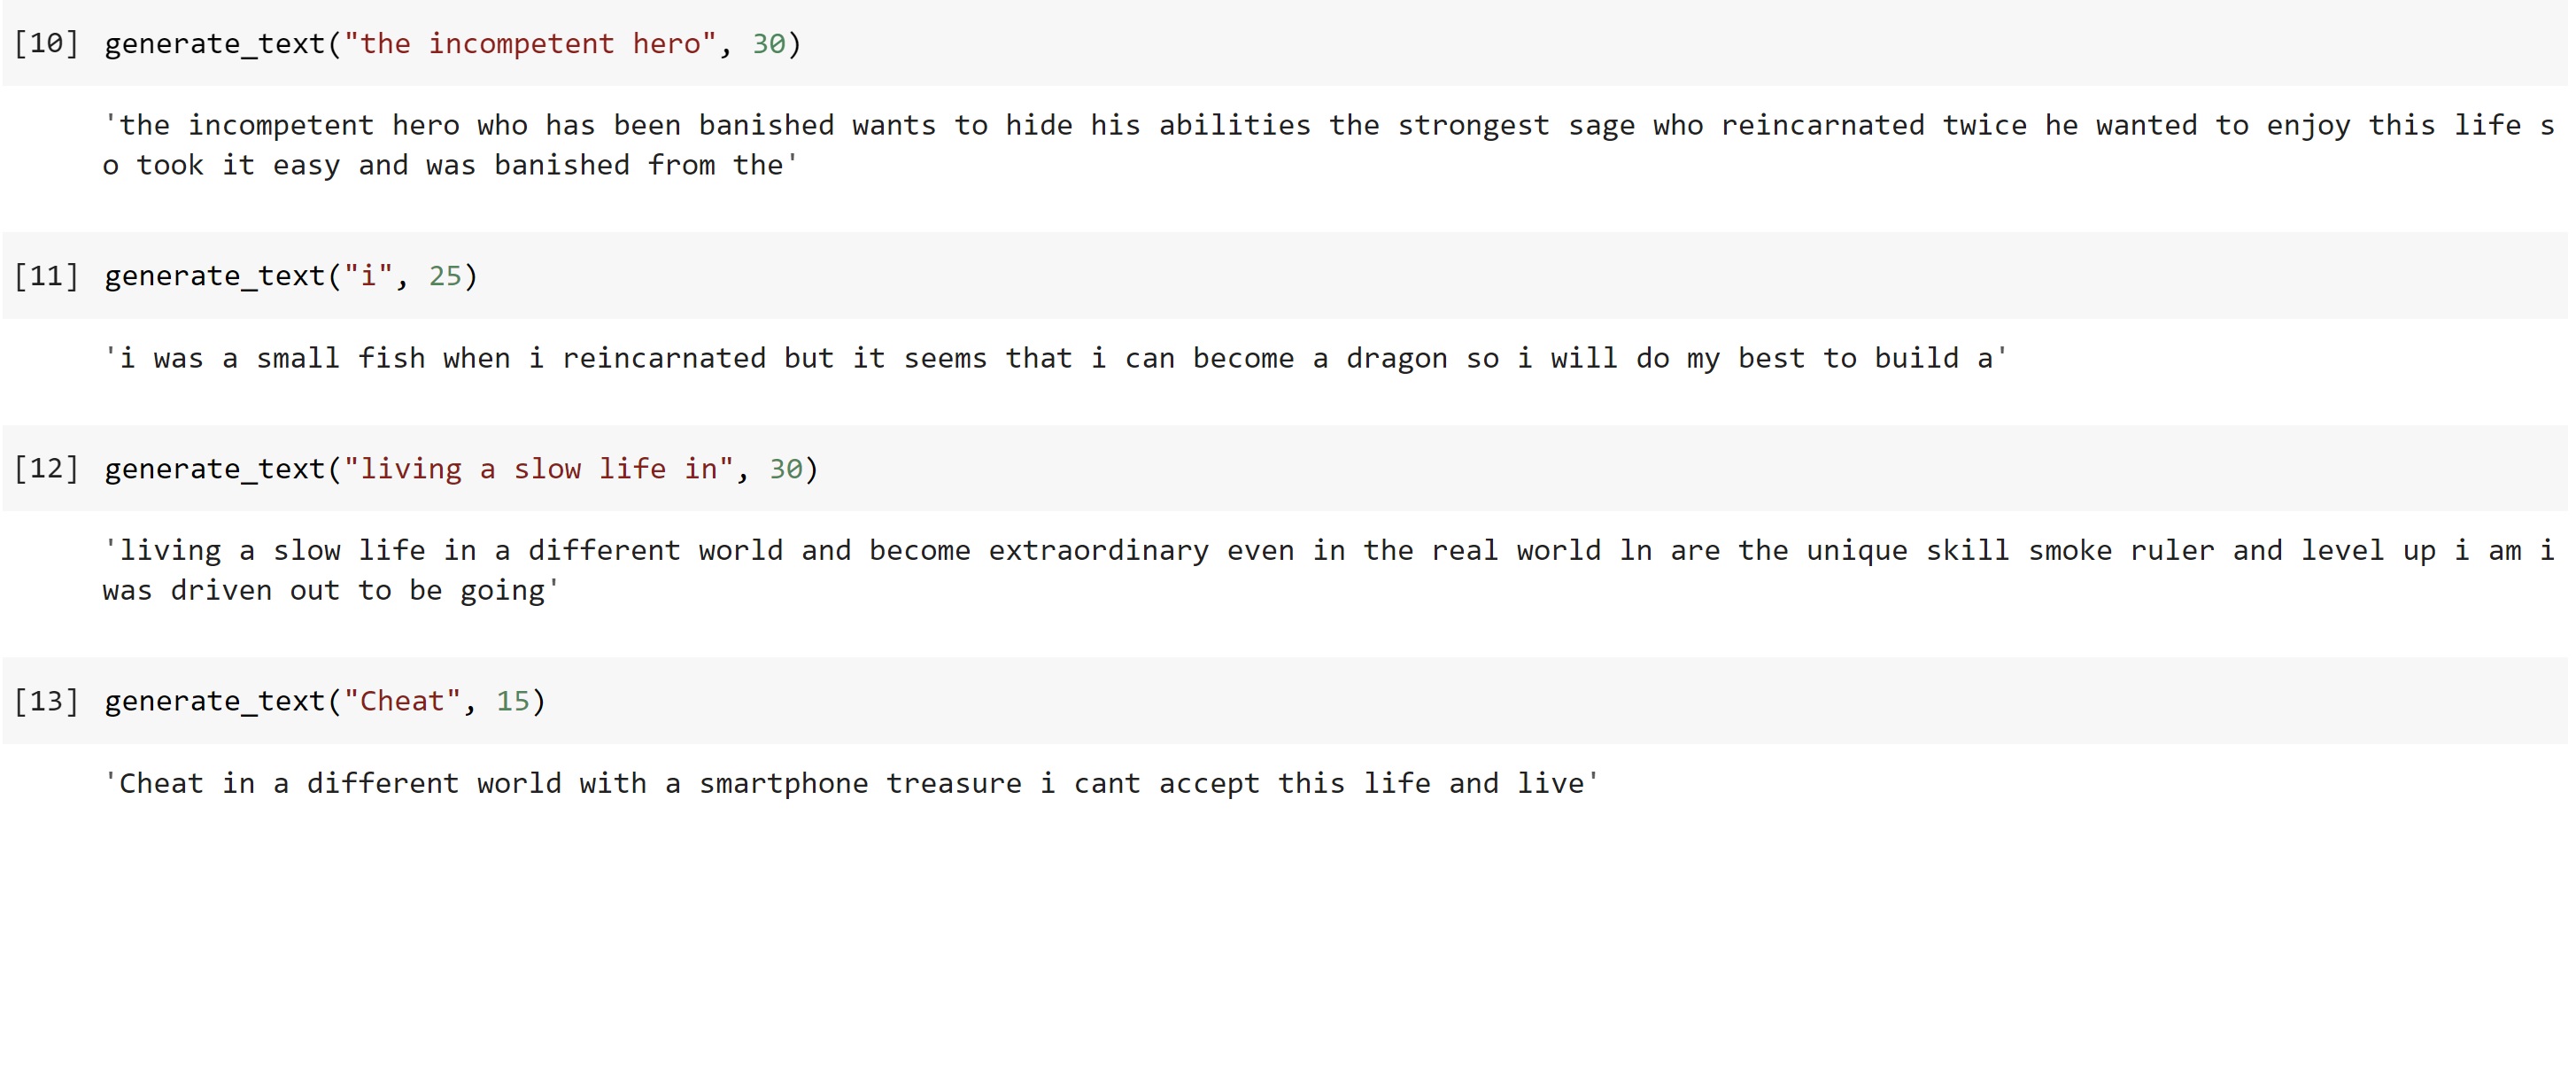 [10] generate_text("the incompetent hero", 30)
'the incompetent hero who has been banished wants to hide his abilities the strongest sage who reincarnated twice he wanted to enjoy this life s
o took it easy and was banished from the'
[11] generate_text("i", 25)
'i was a small fish when i reincarnated but it seems that i can become a dragon so i will do my best to build a'
[12] generate_text("living a slow life in", 30)
'living a slow life in a different world and become extraordinary even in the real world ln are the unique skill smoke ruler and level up i am i
was driven out to be going'
[13] generate_text("Cheat", 15)
'Cheat in a different world with a smartphone treasure i cant accept this life and live'